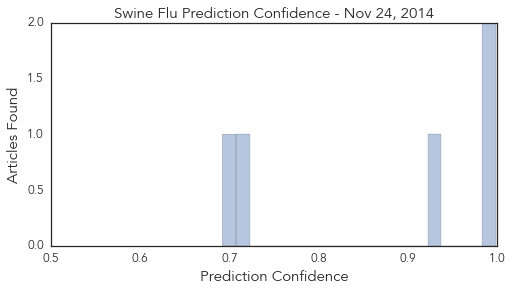 Swine Flu Prediction Confidence - Nov 24, 2014
2.0
1.5
1.0
0.5
0.0
Articles Found
0.5 0.6 0.7 0.8 0.9 1.0
Prediction Confidence